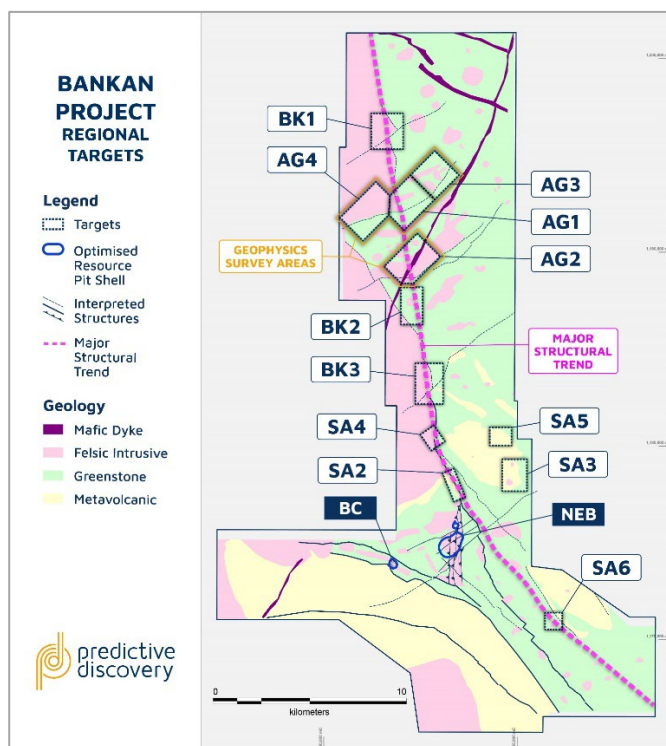 BANKAN
PROJECT
REGIONAL
TARGETS
Legend
Targets
Optimised
Resource
Pit Shell
Interpreted
Structures
Major
Structural
Trend
Geology
Mafic Dyke
Felsic Intrusive
Greenstone
Metavolcanic
predictive
discovery
BK1
AG4
AG3
AG1
GEOPHYSICS
SURVEY AREAS
AG2
BK2
MAJOR
STRUCTURAL
TREND
BK3
SA4
SA5
SA2
SA3
BC
NEB
SA6
0
10
kilometers